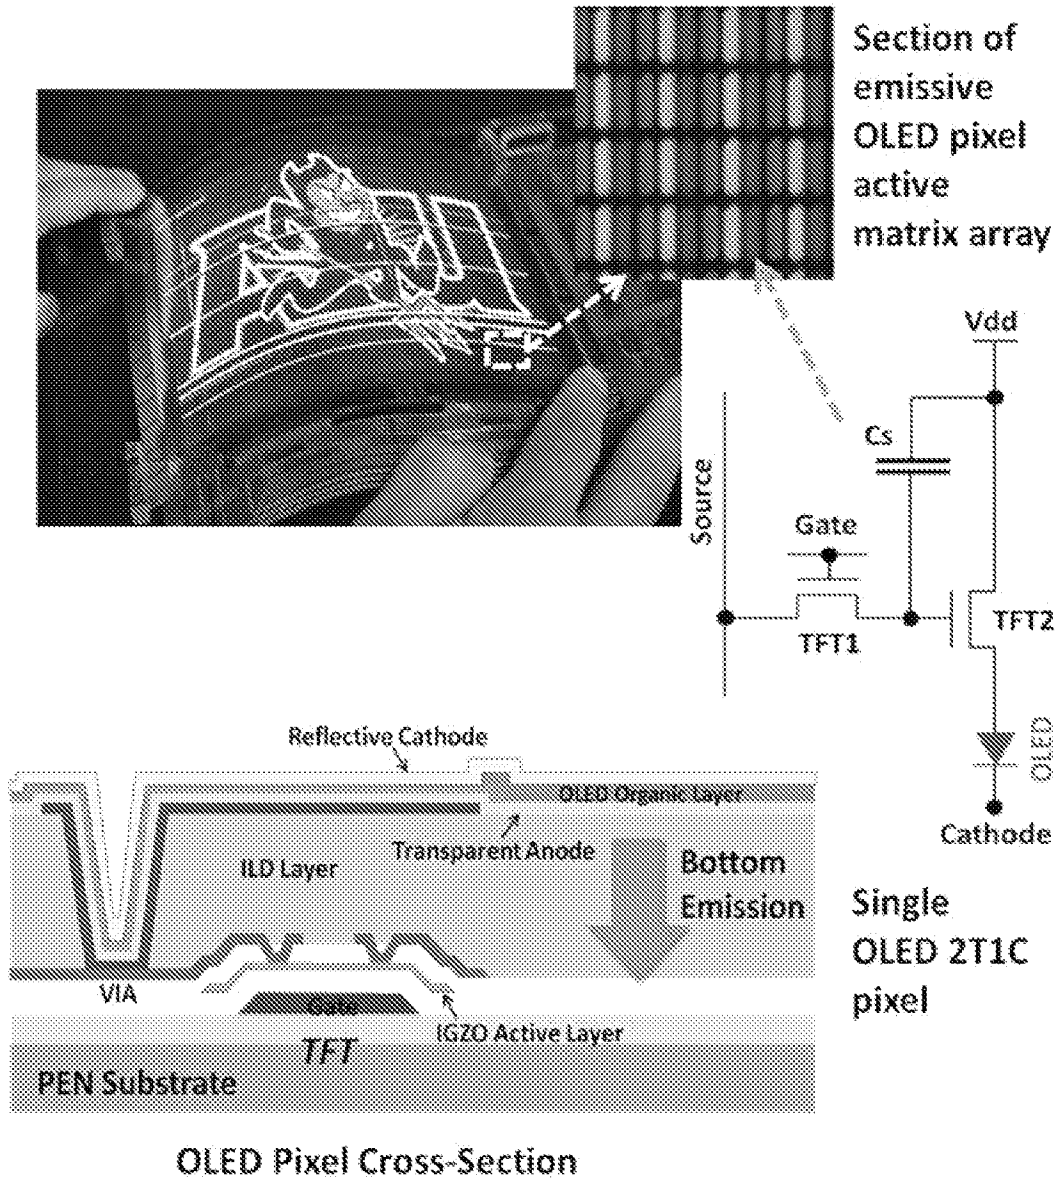 Section of
emissive
OLED pixel
active
matrix array
Vdd
Cs
Source
Gate
TFT1
TFT2
OLED
Cathode
Single
OLED 2T1C
pixel
Reflective Cathode
OLED Organic Layer
Transparent Anode
ILD Layer
Bottom
Emission
VIA
Gate
IGZO Active Layer
TFT
PEN Substrate
OLED Pixel Cross-Section